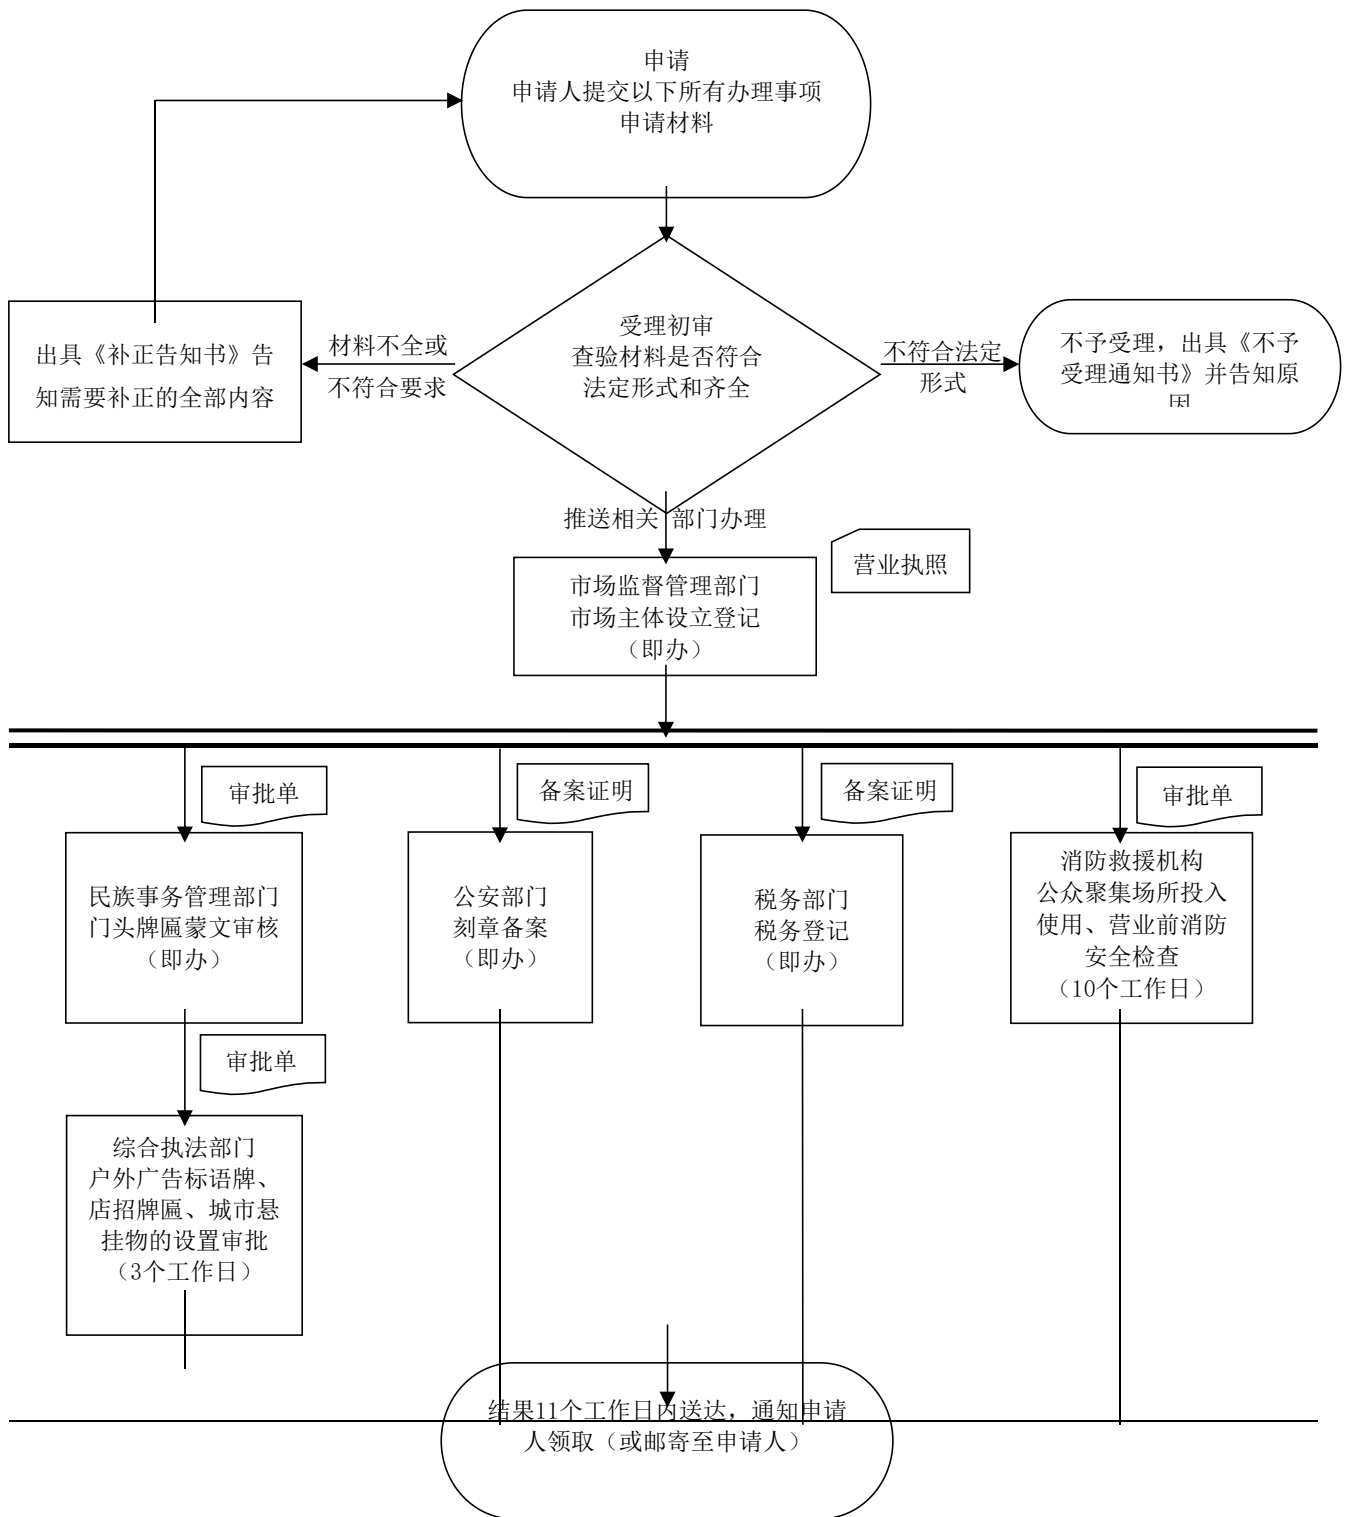 申请
申请人提交以下所有办理事项
申请材料
受理初审
查验材料是否符合
法定形式和齐全
材料不全或
不符合要求
出具《补正告知书》告
知需要补正的全部内容
不符合法定
形式
不予受理，出具《不予
受理通知书》并告知原
因
推送相关 部门办理
营业执照
市场监督管理部门
市场主体设立登记
（即办）
审批单
备案证明
备案证明
审批单
民族事务管理部门
门头牌匾蒙文审核
（即办）
公安部门
刻章备案
（即办）
税务部门
税务登记
（即办）
消防救援机构
公众聚集场所投入
使用、营业前消防
安全检查
（10个工作日）
审批单
综合执法部门
户外广告标语牌、
店招牌匾、城市悬
挂物的设置审批
（3个工作日）
结果11个工作日内送达，通知申请
人领取（或邮寄至申请人）